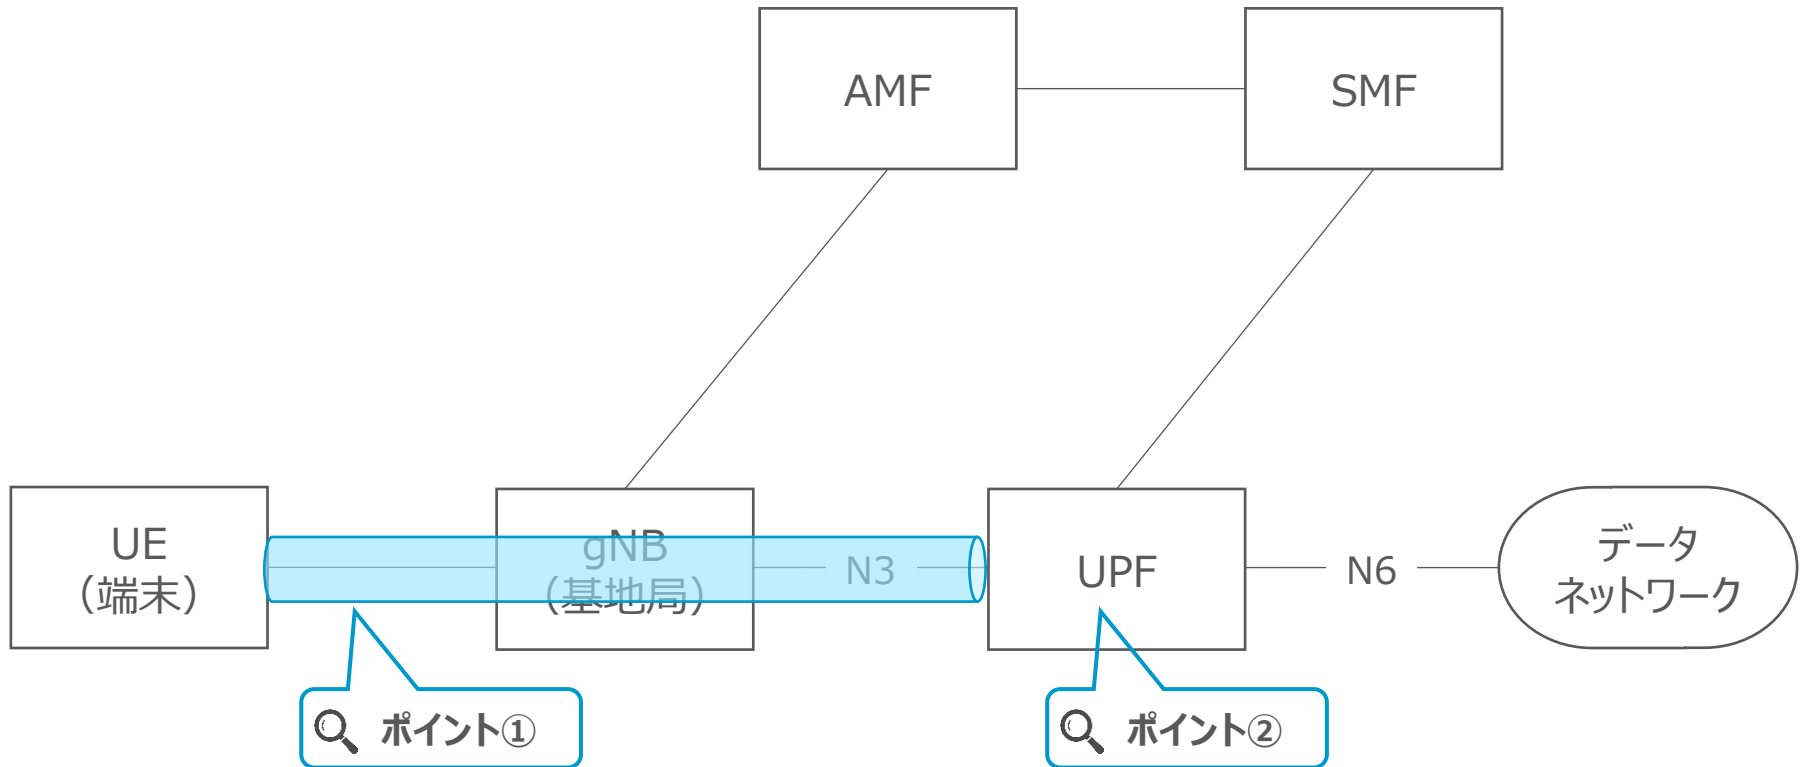 AMF
SMF
UE
(端末)
gNB
(基地局)
N3
UPF
N6
データ
ネットワーク
ポイント①
ポイント②